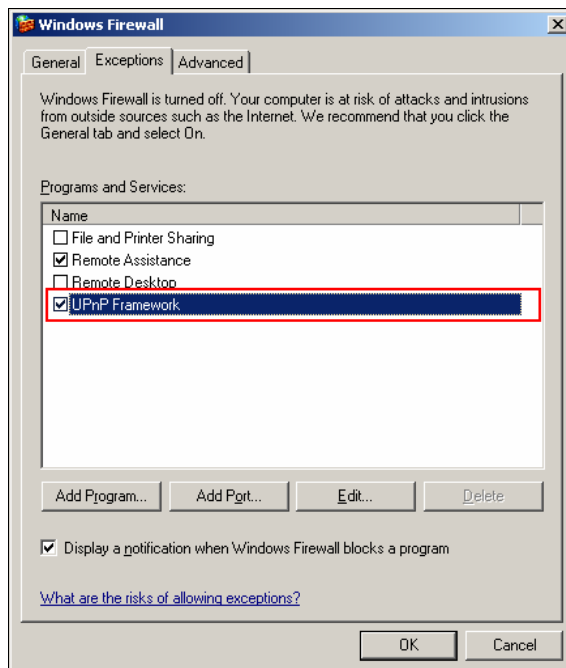 Windows Firewall
General Exceptions Advanced
Windows Firewall is turned off. Your computer is at risk of attacks and intrusions
from outside sources such as the Internet. We recommend that you click the
General tab and select On.
Programs and Services:
Name
File and Printer Sharing
Remote Assistance
Remote Desktop
UPnP Framework
Add Program... Add Port... Edit... Delete
Display a notification when Windows Firewall blocks a program
What are the risks of allowing exceptions?
OK Cancel